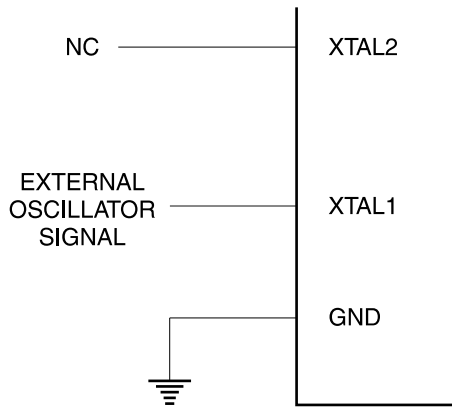 NC
XTAL2
EXTERNAL
OSCILLATOR
SIGNAL
XTAL1
GND